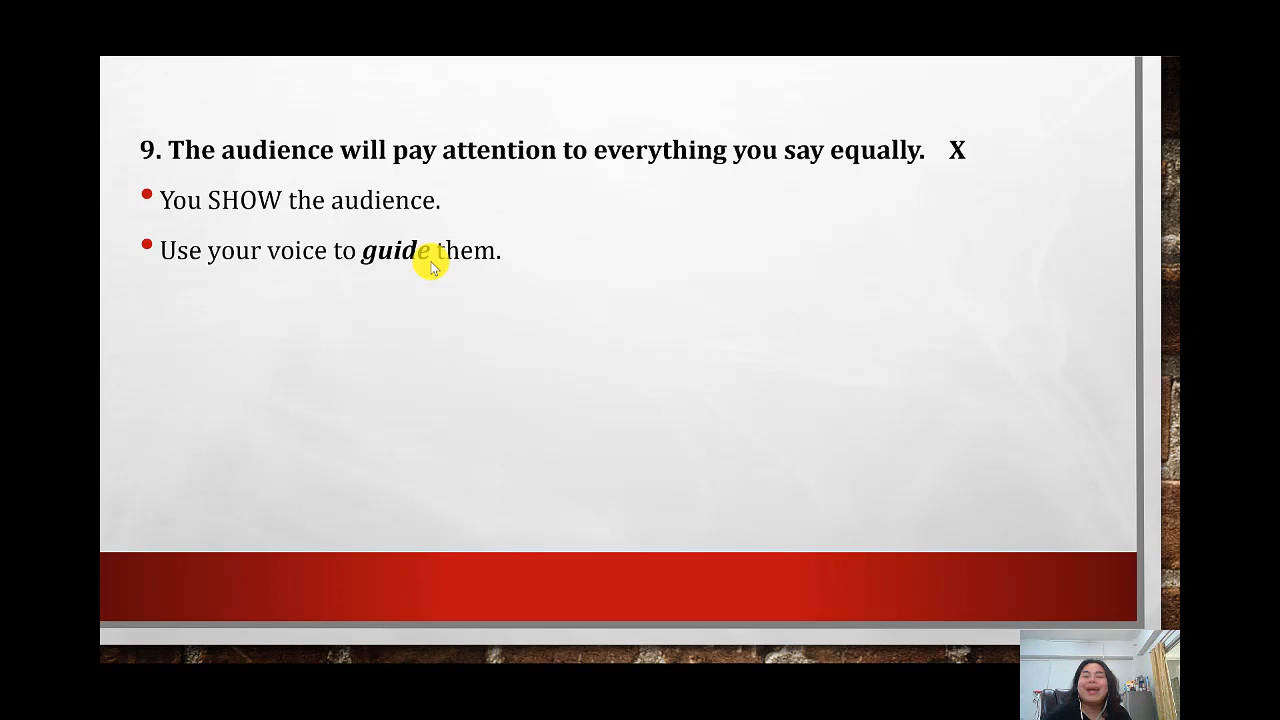 9. The audience will pay attention to everything you say equally. X
• You SHOW the audience.
• Use your voice to guide them.